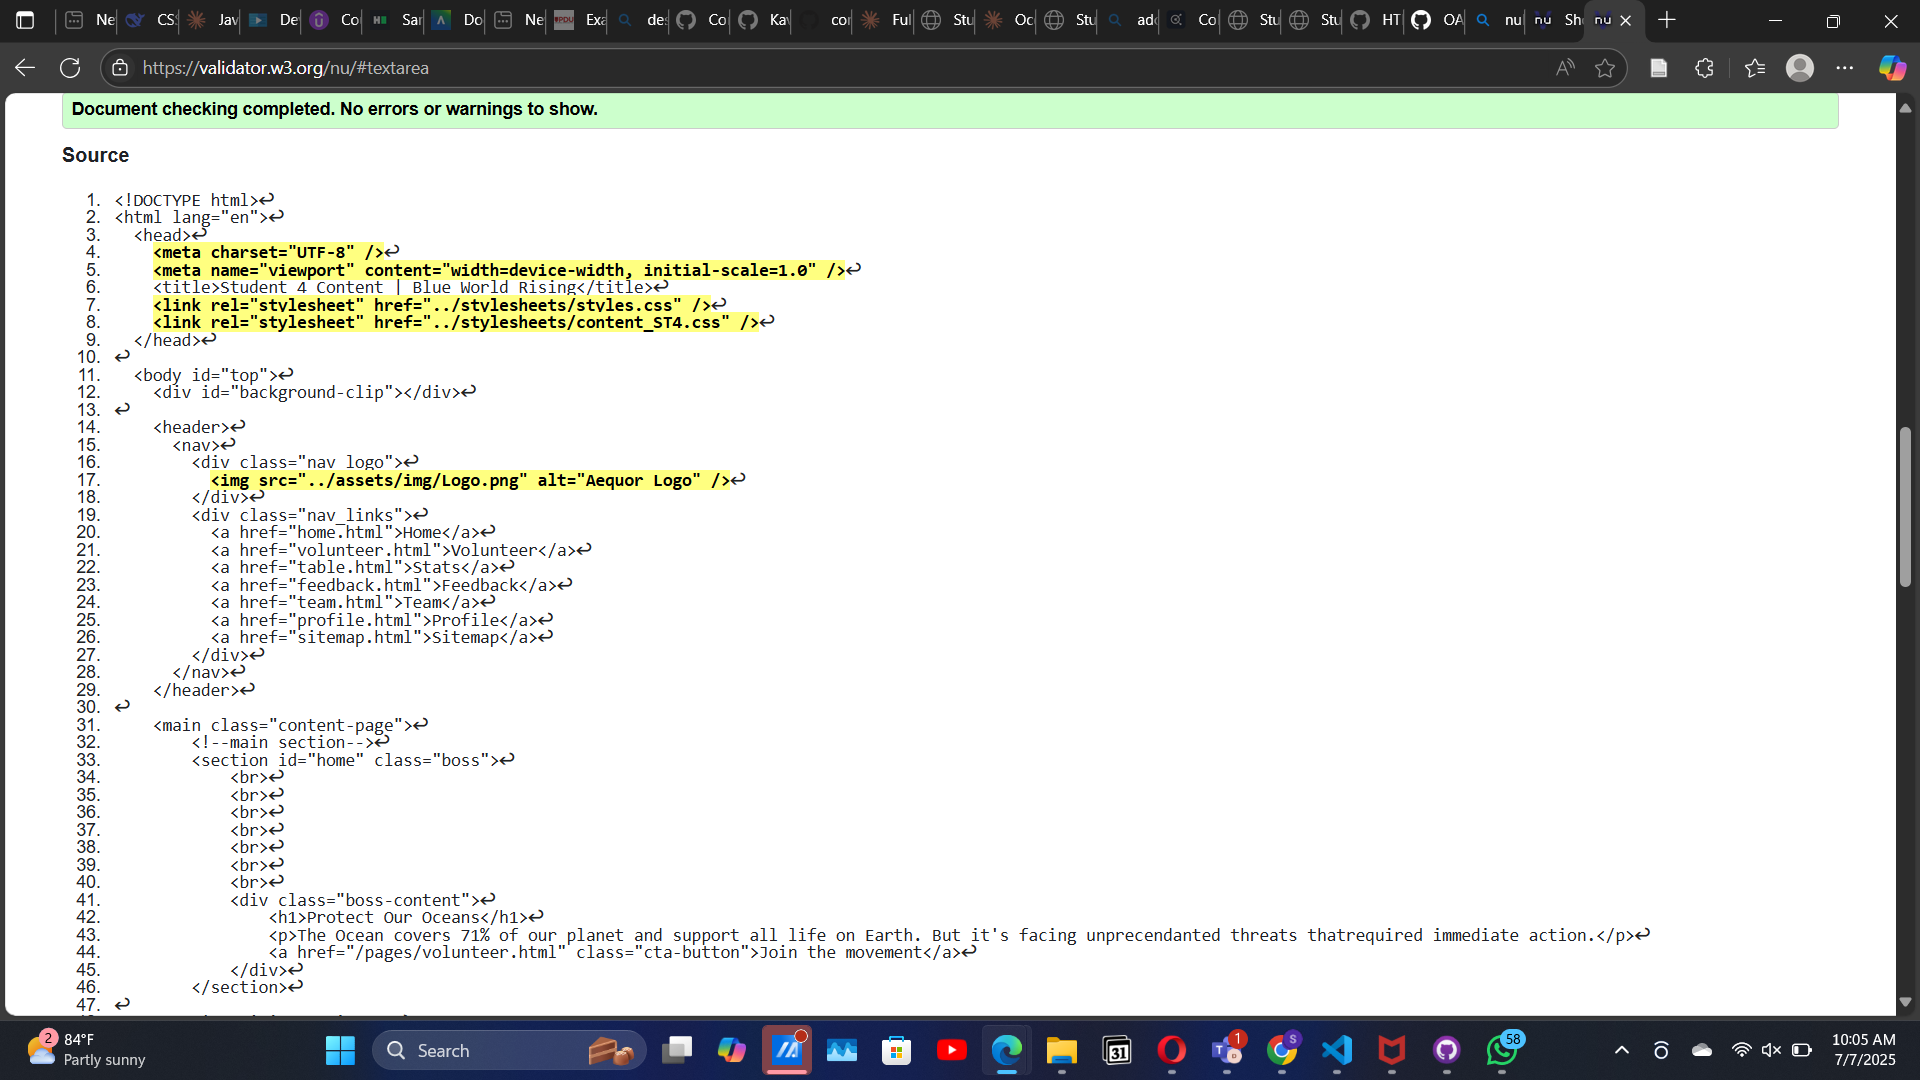 Ne
CS
Jav
De
Co
Sar
Do
Ne
Exa
de
Co
Ka
cor
Ful
Stu
Oc
Stu
ado
Co
Stu
Stu
HT
OA
nu
nu Sh
nu
https://validator.w3.org/nu/#textarea
Document checking completed. No errors or warnings to show.
Source
1. <!DOCTYPE html>↩
2. <html lang="en">↩
3. <head>↩
4. <meta charset="UTF-8" />↩
5. <meta name="viewport" content="width=device-width, initial-scale=1.0" />↩
6. <title>Student 4 Content | Blue World Rising</title>↩
7. <link rel="stylesheet" href="../stylesheets/styles.css" />↩
8. <link rel="stylesheet" href="../stylesheets/content_ST4.css" />↩
9. </head>↩
10. ↩
11. <body id="top">↩
12. <div id="background-clip"></div>↩
13. ↩
14. <header>↩
15. <nav>↩
16. <div class="nav_logo">↩
17. <img src="../assets/img/Logo.png" alt="Aequor Logo" />↩
18. </div>↩
19. <div class="nav_links">↩
20. <a href="home.html">Home</a>↩
21. <a href="volunteer.html">Volunteer</a>↩
22. <a href="table.html">Stats</a>↩
23. <a href="feedback.html">Feedback</a>↩
24. <a href="team.html">Team</a>↩
25. <a href="profile.html">Profile</a>↩
26. <a href="sitemap.html">Sitemap</a>↩
27. </div>↩
28. </nav>↩
29. </header>↩
30. ↩
31. <main class="content-page">↩
32. <!--main section-->↩
33. <section id="home" class="boss">↩
34. <br>↩
35. <br>↩
36. <br>↩
37. <br>↩
38. <br>↩
39. <br>↩
40. <br>↩
41. <div class="boss-content">↩
42. <h1>Protect Our Oceans</h1>↩
43. <p>The Ocean covers 71% of our planet and support all life on Earth. But it's facing unprecendanted threats thatrequired immediate action.</p>↩
44. <a href="/pages/volunteer.html" class="cta-button">Join the movement</a>↩
45. </div>↩
46. </section>↩
47. ↩
2
84°F
Partly sunny
Search
31
1
S
58
10:05 AM
7/7/2025